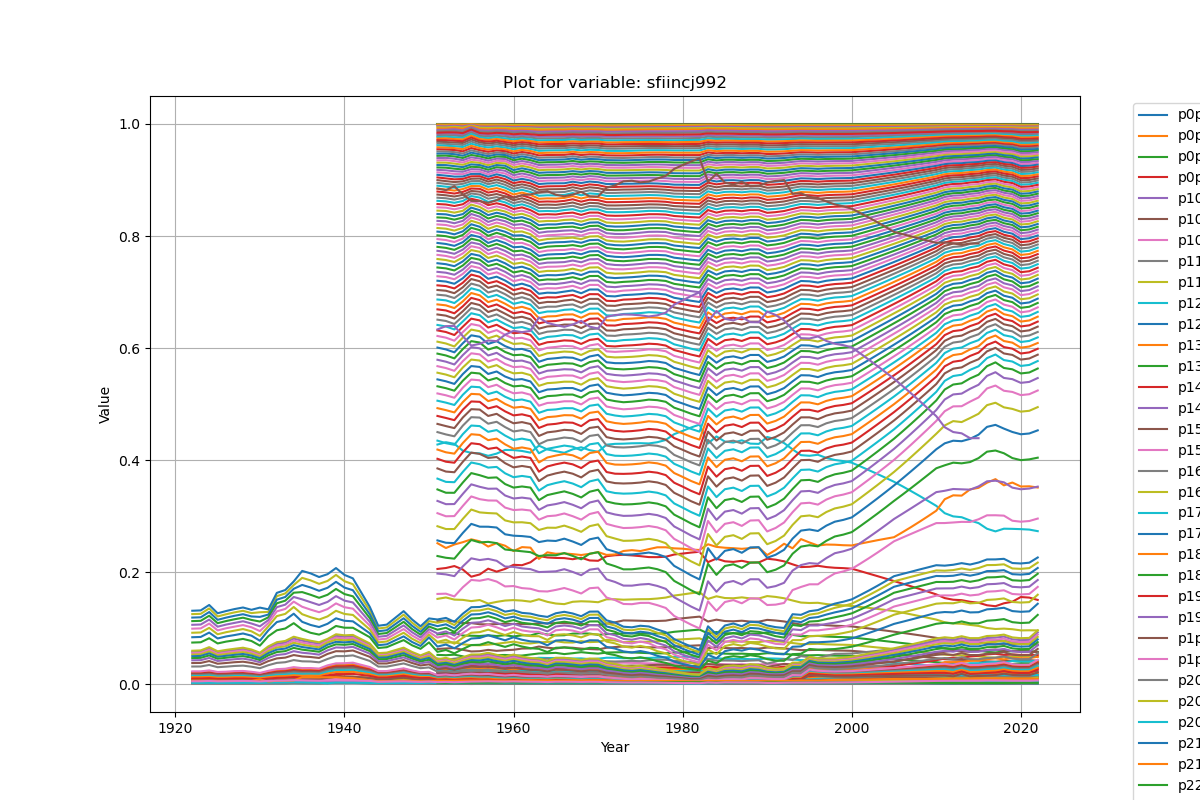 Plot for variable: sfiincj992
1.0
0.8
0.6
0.4
0.2
0.0
Value
1920
1940
1960
1980
2000
2020
Year
p0p
p0p
p0p
p0p
p10
p10
p10
p11
p11
p12
p12
p13
p13
p14
p14
p15
p15
p16
p16
p17
p17
p18
p18
p19
p19
p1p
p1p
p20
p20
p20
p21
p21
p22